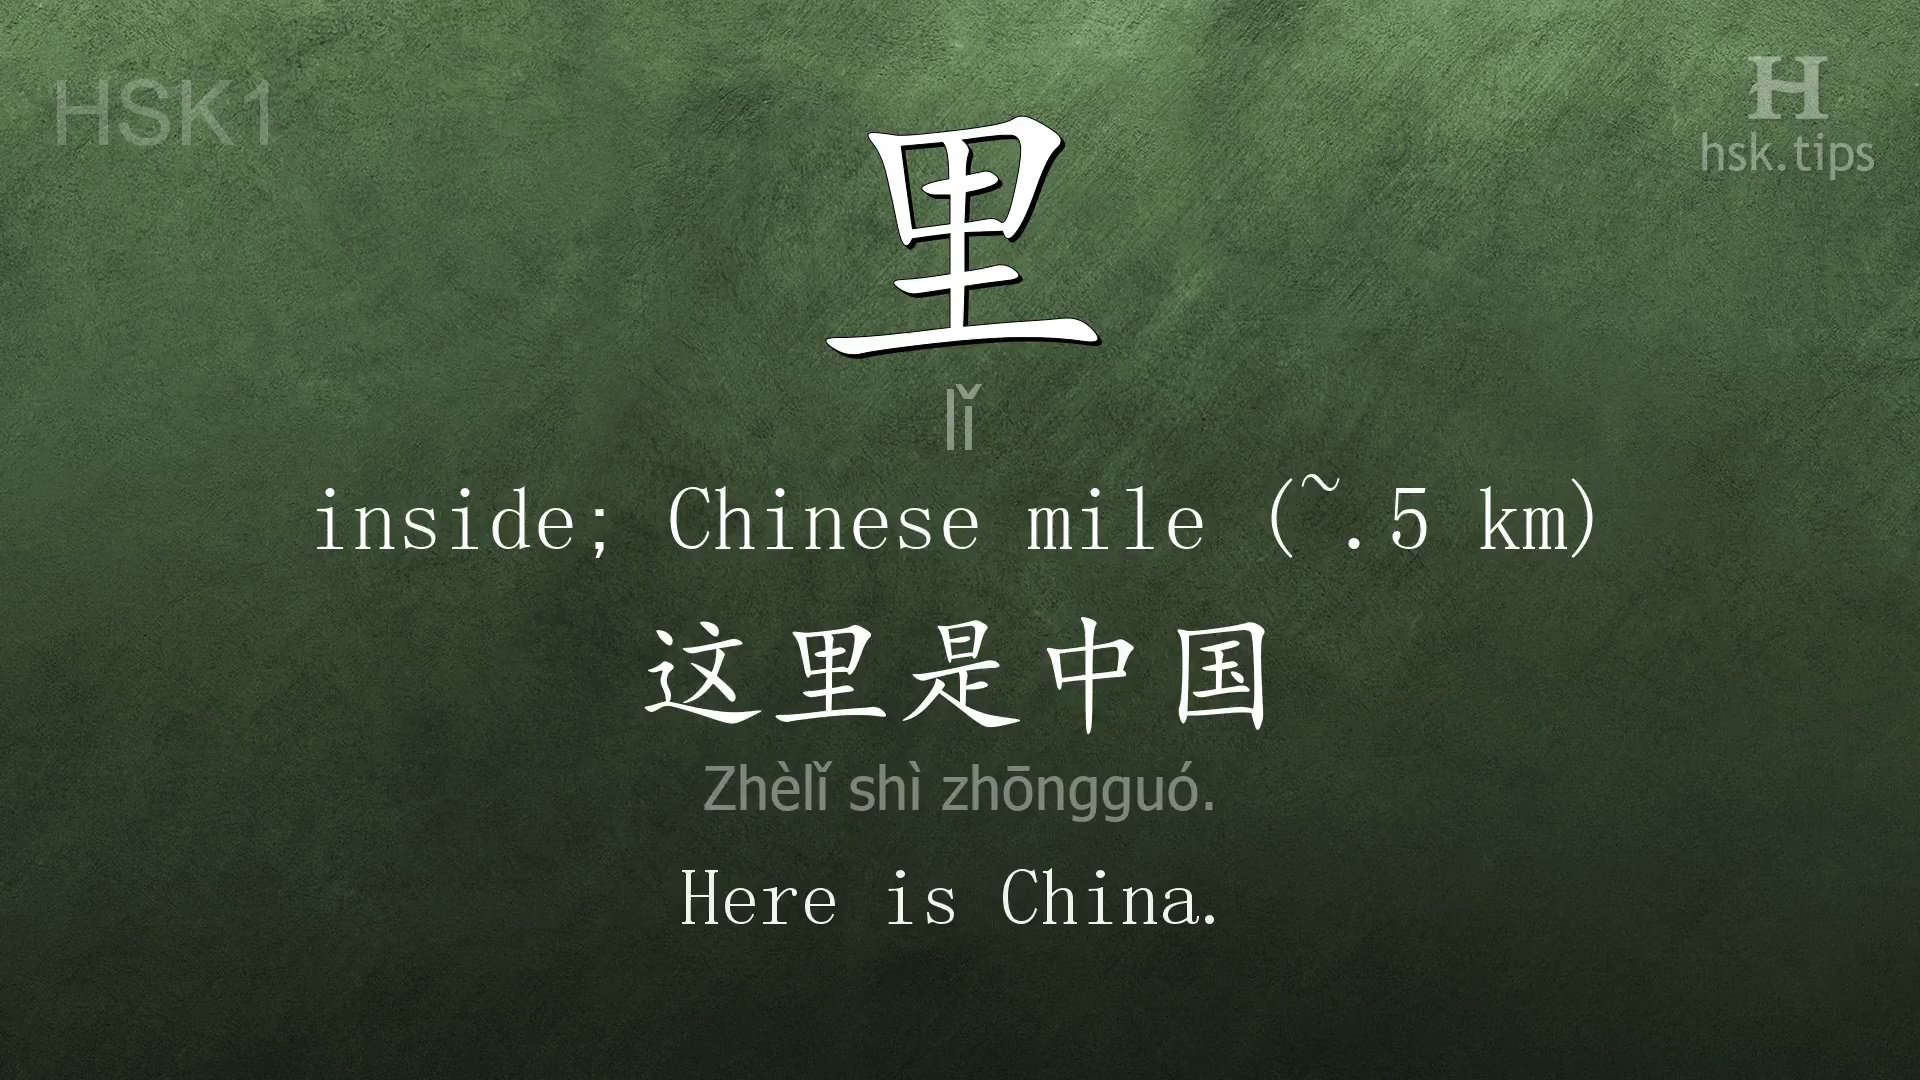 HSK1
H
hsk.tips
里
lǐ
inside; Chinese mile (~.5 km)
这里是中国
Zhèlǐ shì zhōngguó.
Here is China.